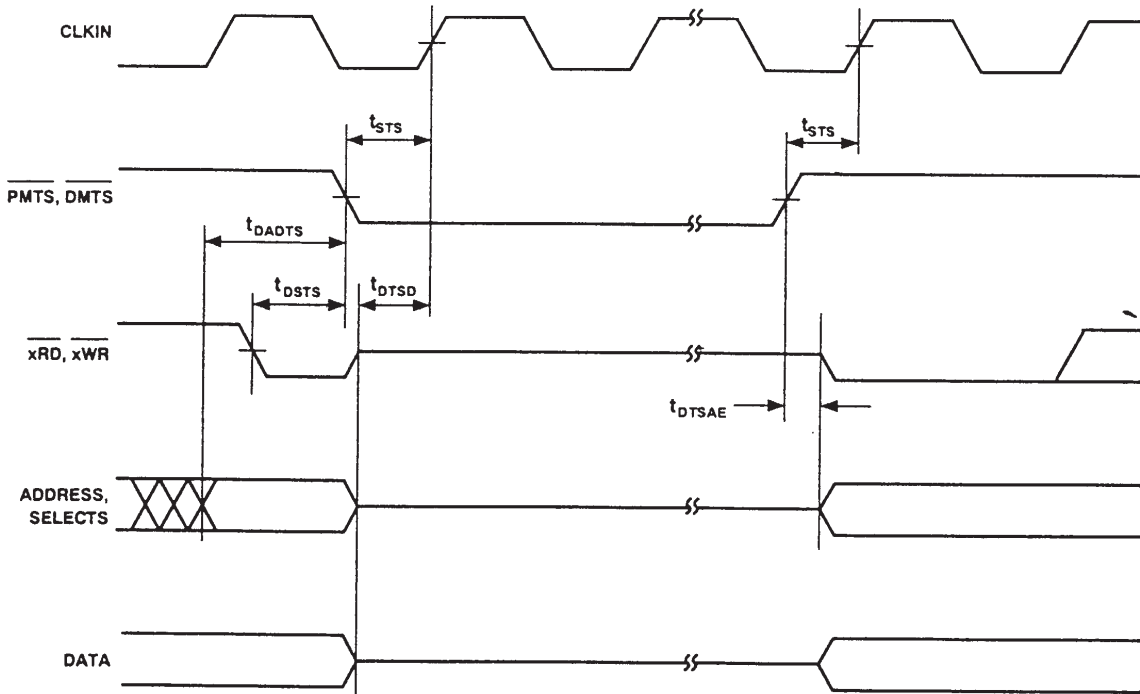 CLKIN
tSTS
tSTS
PMTS, DMTS
tDADTS
tDSTS
tDTSD
xRD, xWR
tDTSAE
ADDRESS,
SELECTS
DATA